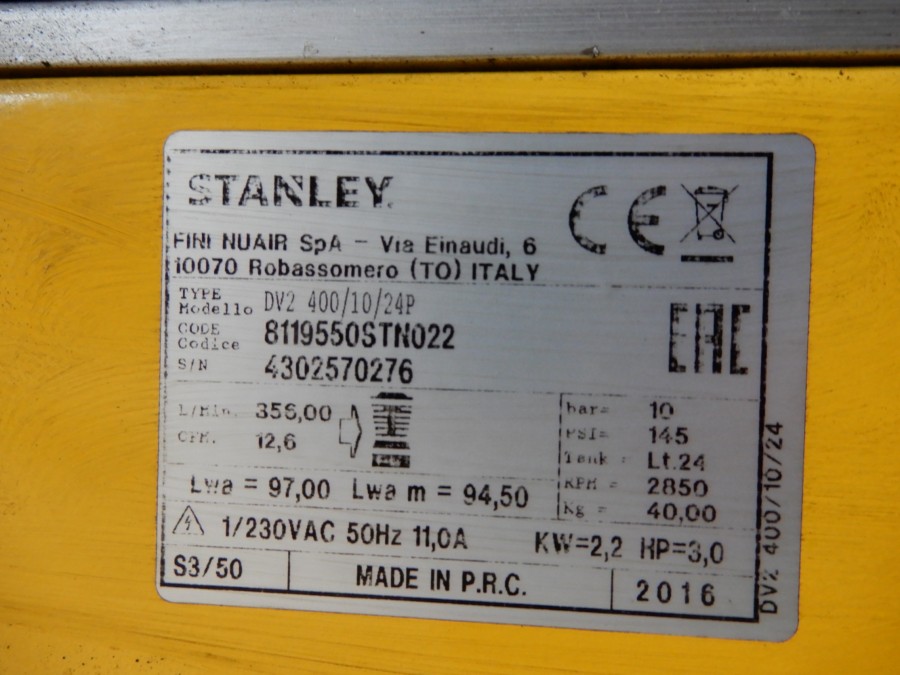 STANLEY
FINI NUAIR SpA - Via Einaudi, 6
10070 Robassomero (TO) ITALY
TYPE
Modello DV2 400/10/24P
CODE
Codice 8119550STN022
S/N 4302570276
L/Min. 356,00
CFM. 12,6
bar= 10
PSI= 145
Tank = Lt.24
RPM = 2850
Kg = 40,00
Lwa = 97,00 Lwa m = 94,50
1/230VAC 50Hz 11,0A KW=2,2 HP=3,0
S3/50 MADE IN P.R.C. 2016
DV2 400/10/24
CE
EAC